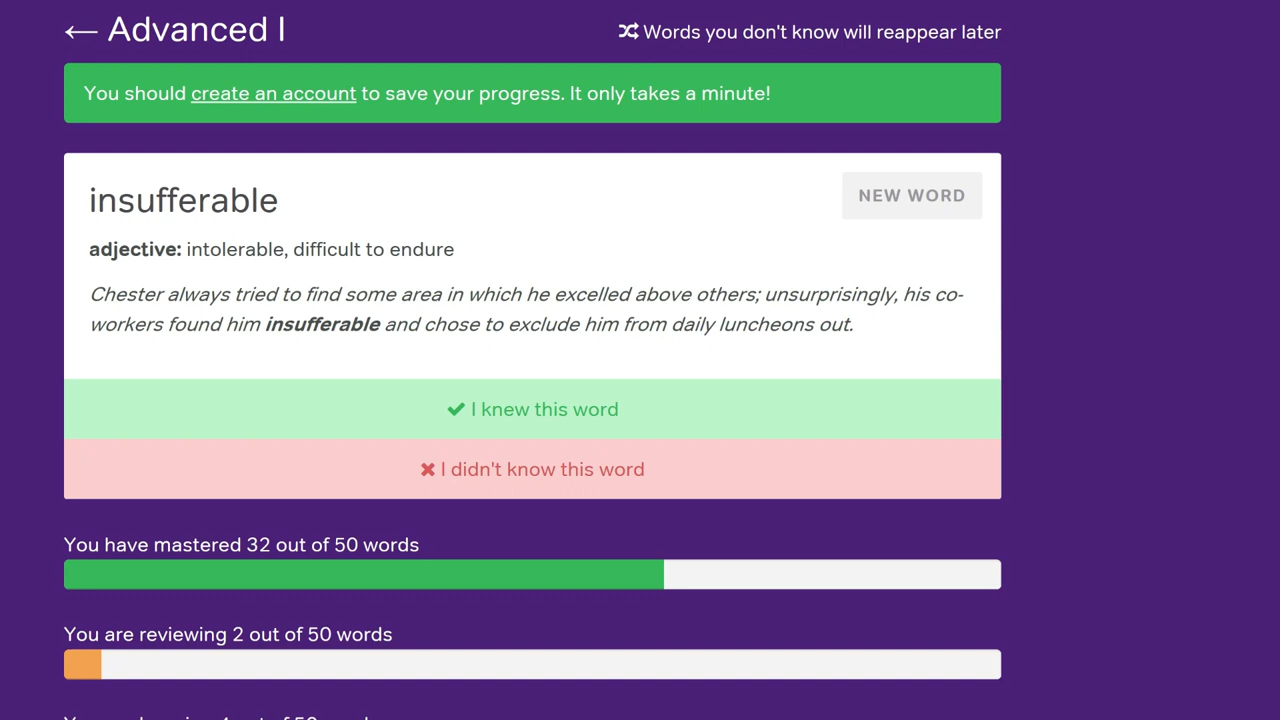 ← Advanced I
Words you don't know will reappear later
You should create an account to save your progress. It only takes a minute!
insufferable
NEW WORD
adjective: intolerable, difficult to endure
Chester always tried to find some area in which he excelled above others; unsurprisingly, his co-
workers found him insufferable and chose to exclude him from daily luncheons out.
✔ I knew this word
✖ I didn't know this word
You have mastered 32 out of 50 words
You are reviewing 2 out of 50 words